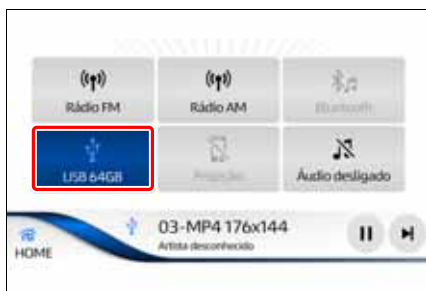 Rádio FM
Rádio AM
Bluetooth
USB 64GB
Projeção
Áudio desligado
03-MP4 176x144
Artista desconhecido
HOME